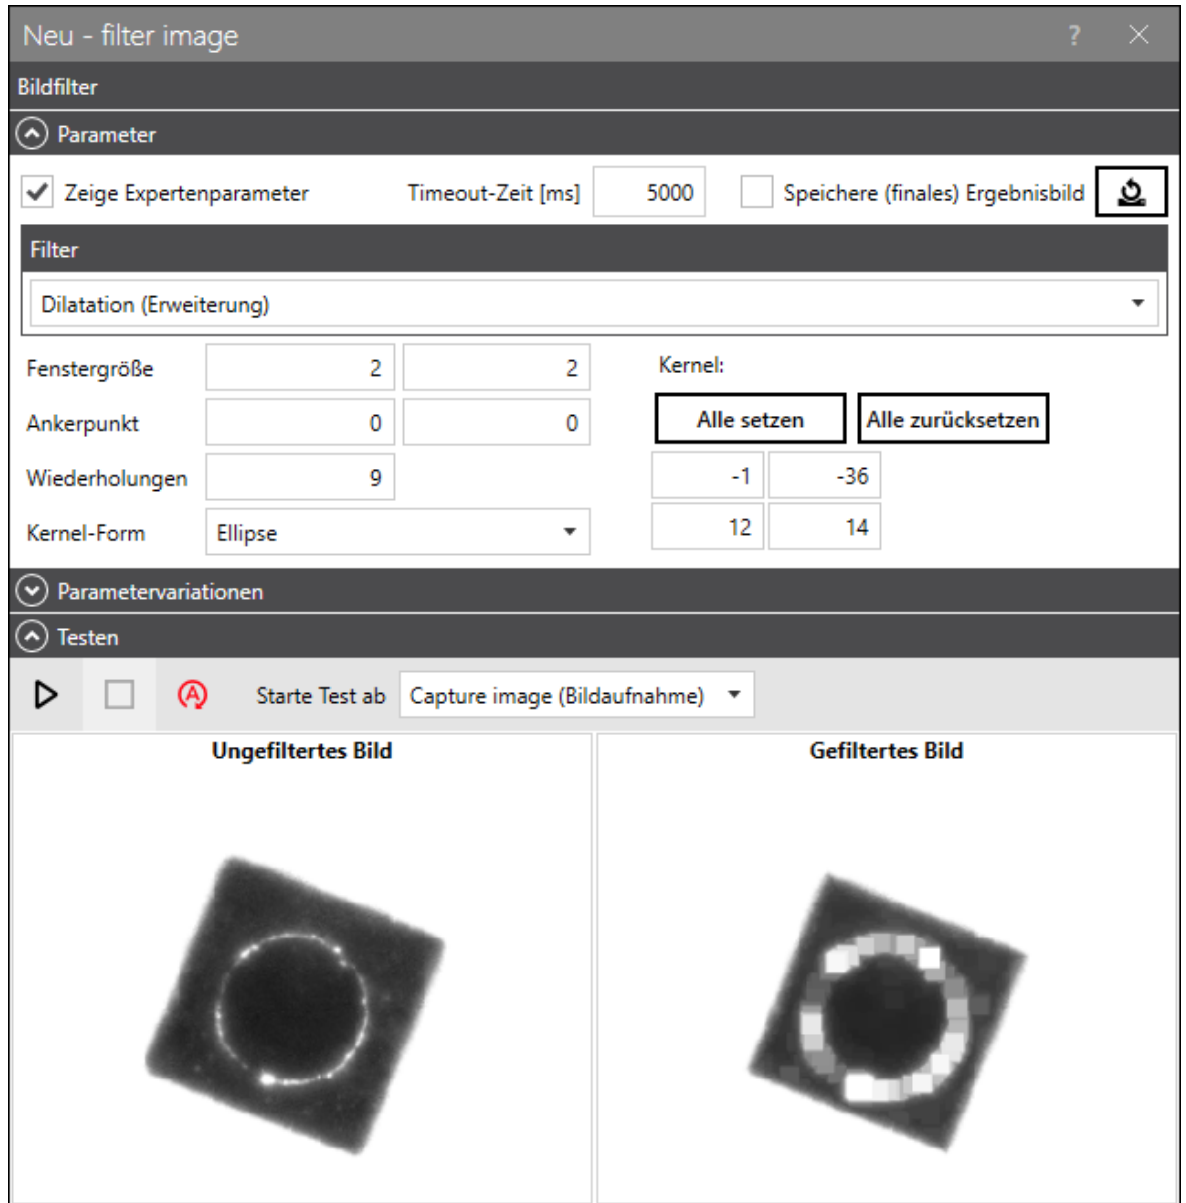 Neu - filter image ?
Bildfilter
Parameter
Zeige Expertenparameter Timeout-Zeit [ms] 5000 Speichere (finales) Ergebnisbild
Filter
Dilatation (Erweiterung)
Fenstergröße 2 2 Kernel:
Ankerpunkt 0 0 Alle setzen Alle zurücksetzen
Wiederholungen 9 -1 -36
Kernel-Form Ellipse 12 14
Parametervariationen
Testen
A Starte Test ab Capture image (Bildaufnahme)
Ungefiltertes Bild Gefiltertes Bild